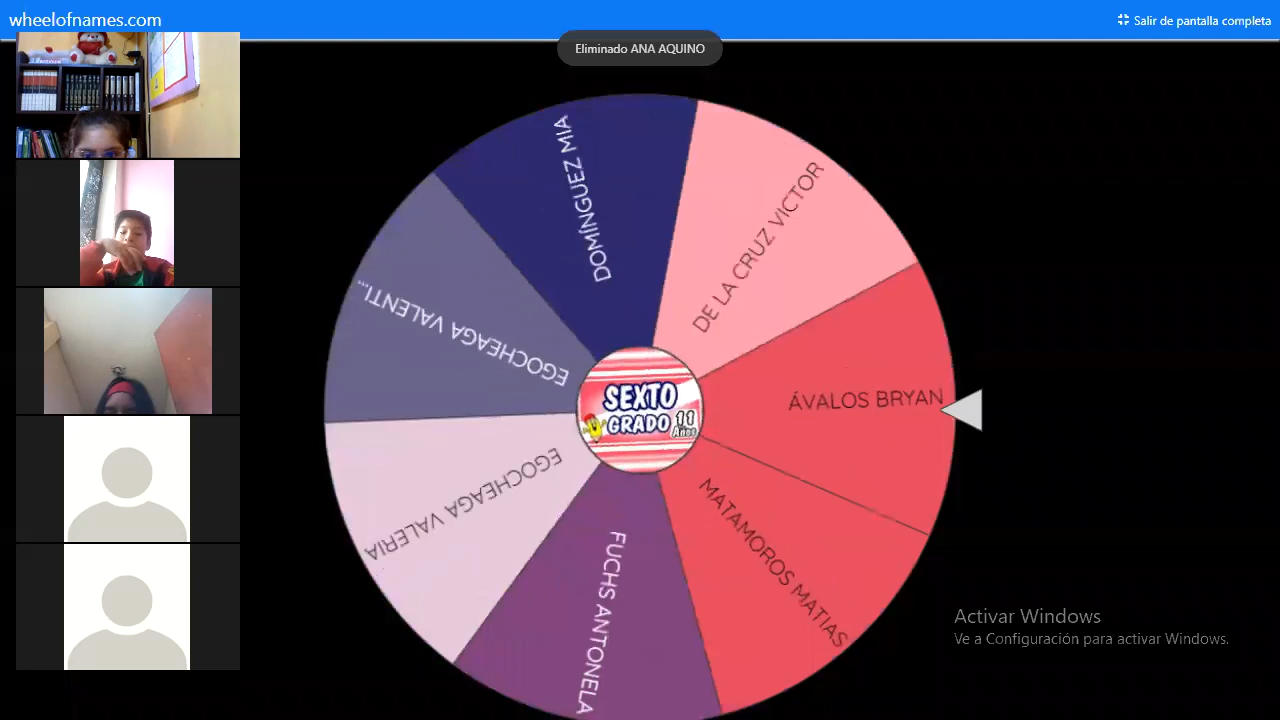 wheelofnames.com
Salir de pantalla completa
Eliminado ANA AQUINO
DOMÍNGUEZ MIA
DE LA CRUZ VICTOR
ÁVALOS BRYAN
MATAMOROS MATIAS
FUCHS ANTONELA
EGOCHEAGA VALERIA
EGOCHEAGA VALENTI...
SEXTO
GRADO 11
Años
Activar Windows
Ve a Configuración para activar Windows.